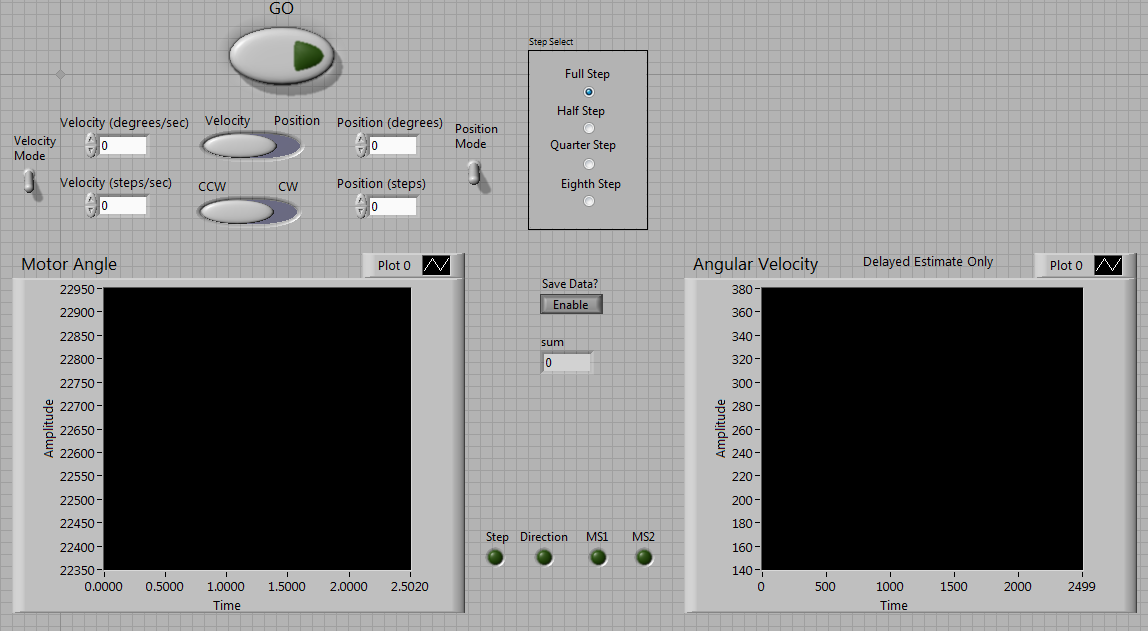 GO
Step Select
Full Step
Half Step
Quarter Step
Eighth Step
Velocity
Mode
Velocity (degrees/sec)
0
Velocity (steps/sec)
0
Velocity Position
CCW CW
Position (degrees)
0
Position (steps)
0
Position
Mode
Motor Angle
Plot 0
22950
22900
22850
22800
22750
22700
22650
22600
22550
22500
22450
22400
22350
Amplitude
0.0000 0.5000 1.0000 1.5000 2.0000 2.5020
Time
Save Data?
Enable
sum
0
Step Direction MS1 MS2
Angular Velocity
Delayed Estimate Only
Plot 0
380
360
340
320
300
280
260
240
220
200
180
160
140
Amplitude
0 500 1000 1500 2000 2499
Time